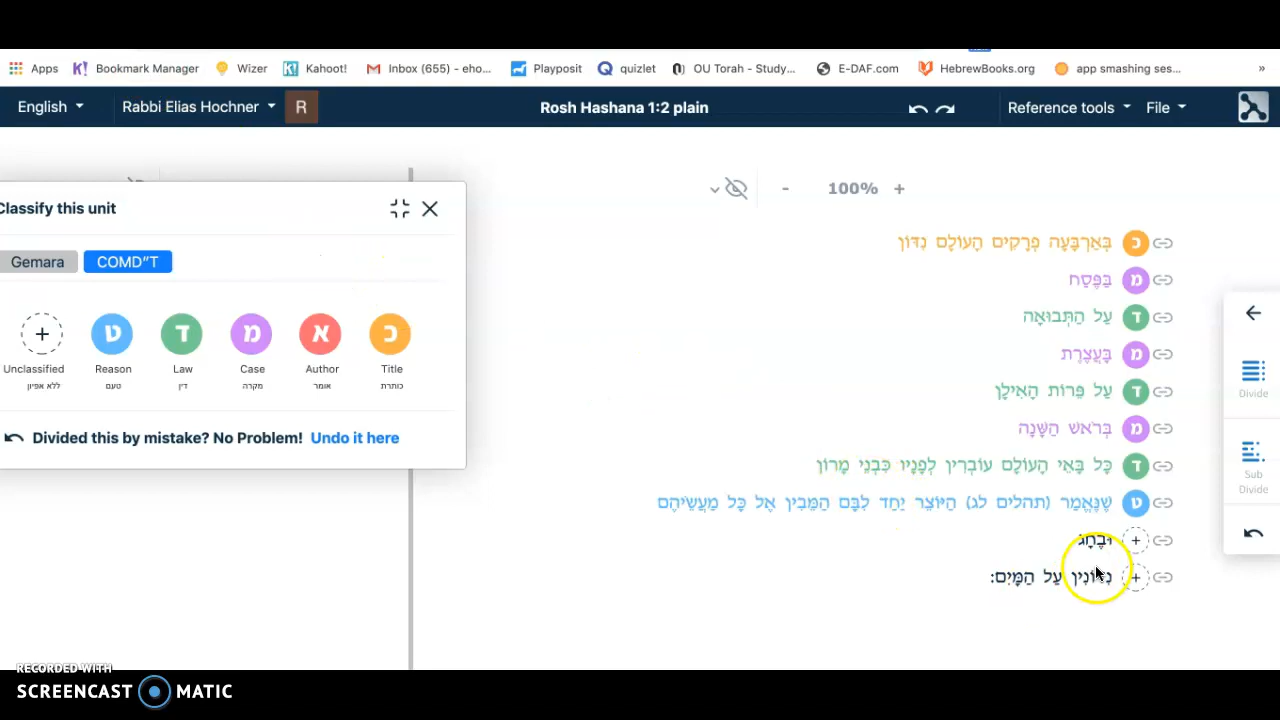 Apps Bookmark Manager Wizer Kahoot! Inbox (655) - eho... Playposit quizlet OU Torah - Study... E-DAF.com HebrewBooks.org app smashing ses... »
English Rabbi Elias Hochner R Rosh Hashana 1:2 plain Reference tools File
- 100% +
Classify this unit
Gemara COMD"T
+ ט ד מ א כ
Unclassified Reason Law Case Author Title
ללא אפיון טעם דין מקרה אומר כותרת
Divided this by mistake? No Problem! Undo it here
כ בְּאַרְבָּעָה פְרָקִים הָעוֹלָם נִדּוֹן
מ בַּפֶּסַח
ד עַל הַתְּבוּאָה
מ בָּעֲצֶרֶת
ד עַל פֵּרוֹת הָאִילָן
מ בְּרֹאשׁ הַשָּׁנָה
ד כָּל בָּאֵי הָעוֹלָם עוֹבְרִין לְפָנָיו כִּבְנֵי מָרוֹן
ט שֶׁנֶּאֱמַר (תהלים לג) הַיּוֹצֵר יַחַד לִבָּם הַמֵּבִין אֶל כָּל מַעֲשֵׂיהֶם
+ וּבֶחָג
+ נִדּוֹנִין עַל הַמָּיִם:
Divide
Sub
Divide
RECORDED WITH
SCREENCAST MATIC